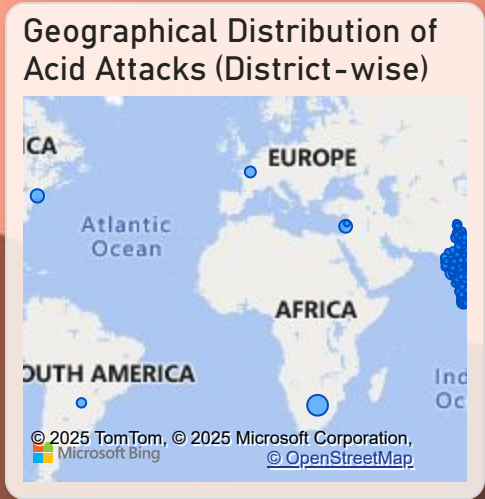 Geographical Distribution of
Acid Attacks (District-wise)
ICA
EUROPE
Atlantic
Ocean
AFRICA
OUTH AMERICA
Ind
Oc
© 2025 TomTom, © 2025 Microsoft Corporation,
Microsoft Bing
© OpenStreetMap